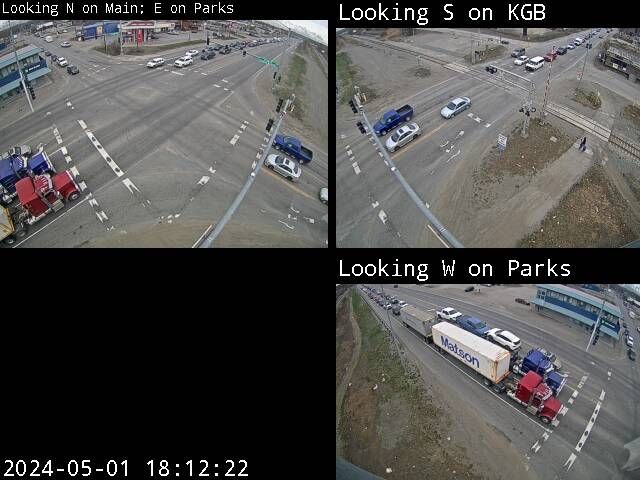 Looking N on Main; E on Parks
Looking S on KGB
Looking W on Parks
Matson
2024-05-01 18:12:22